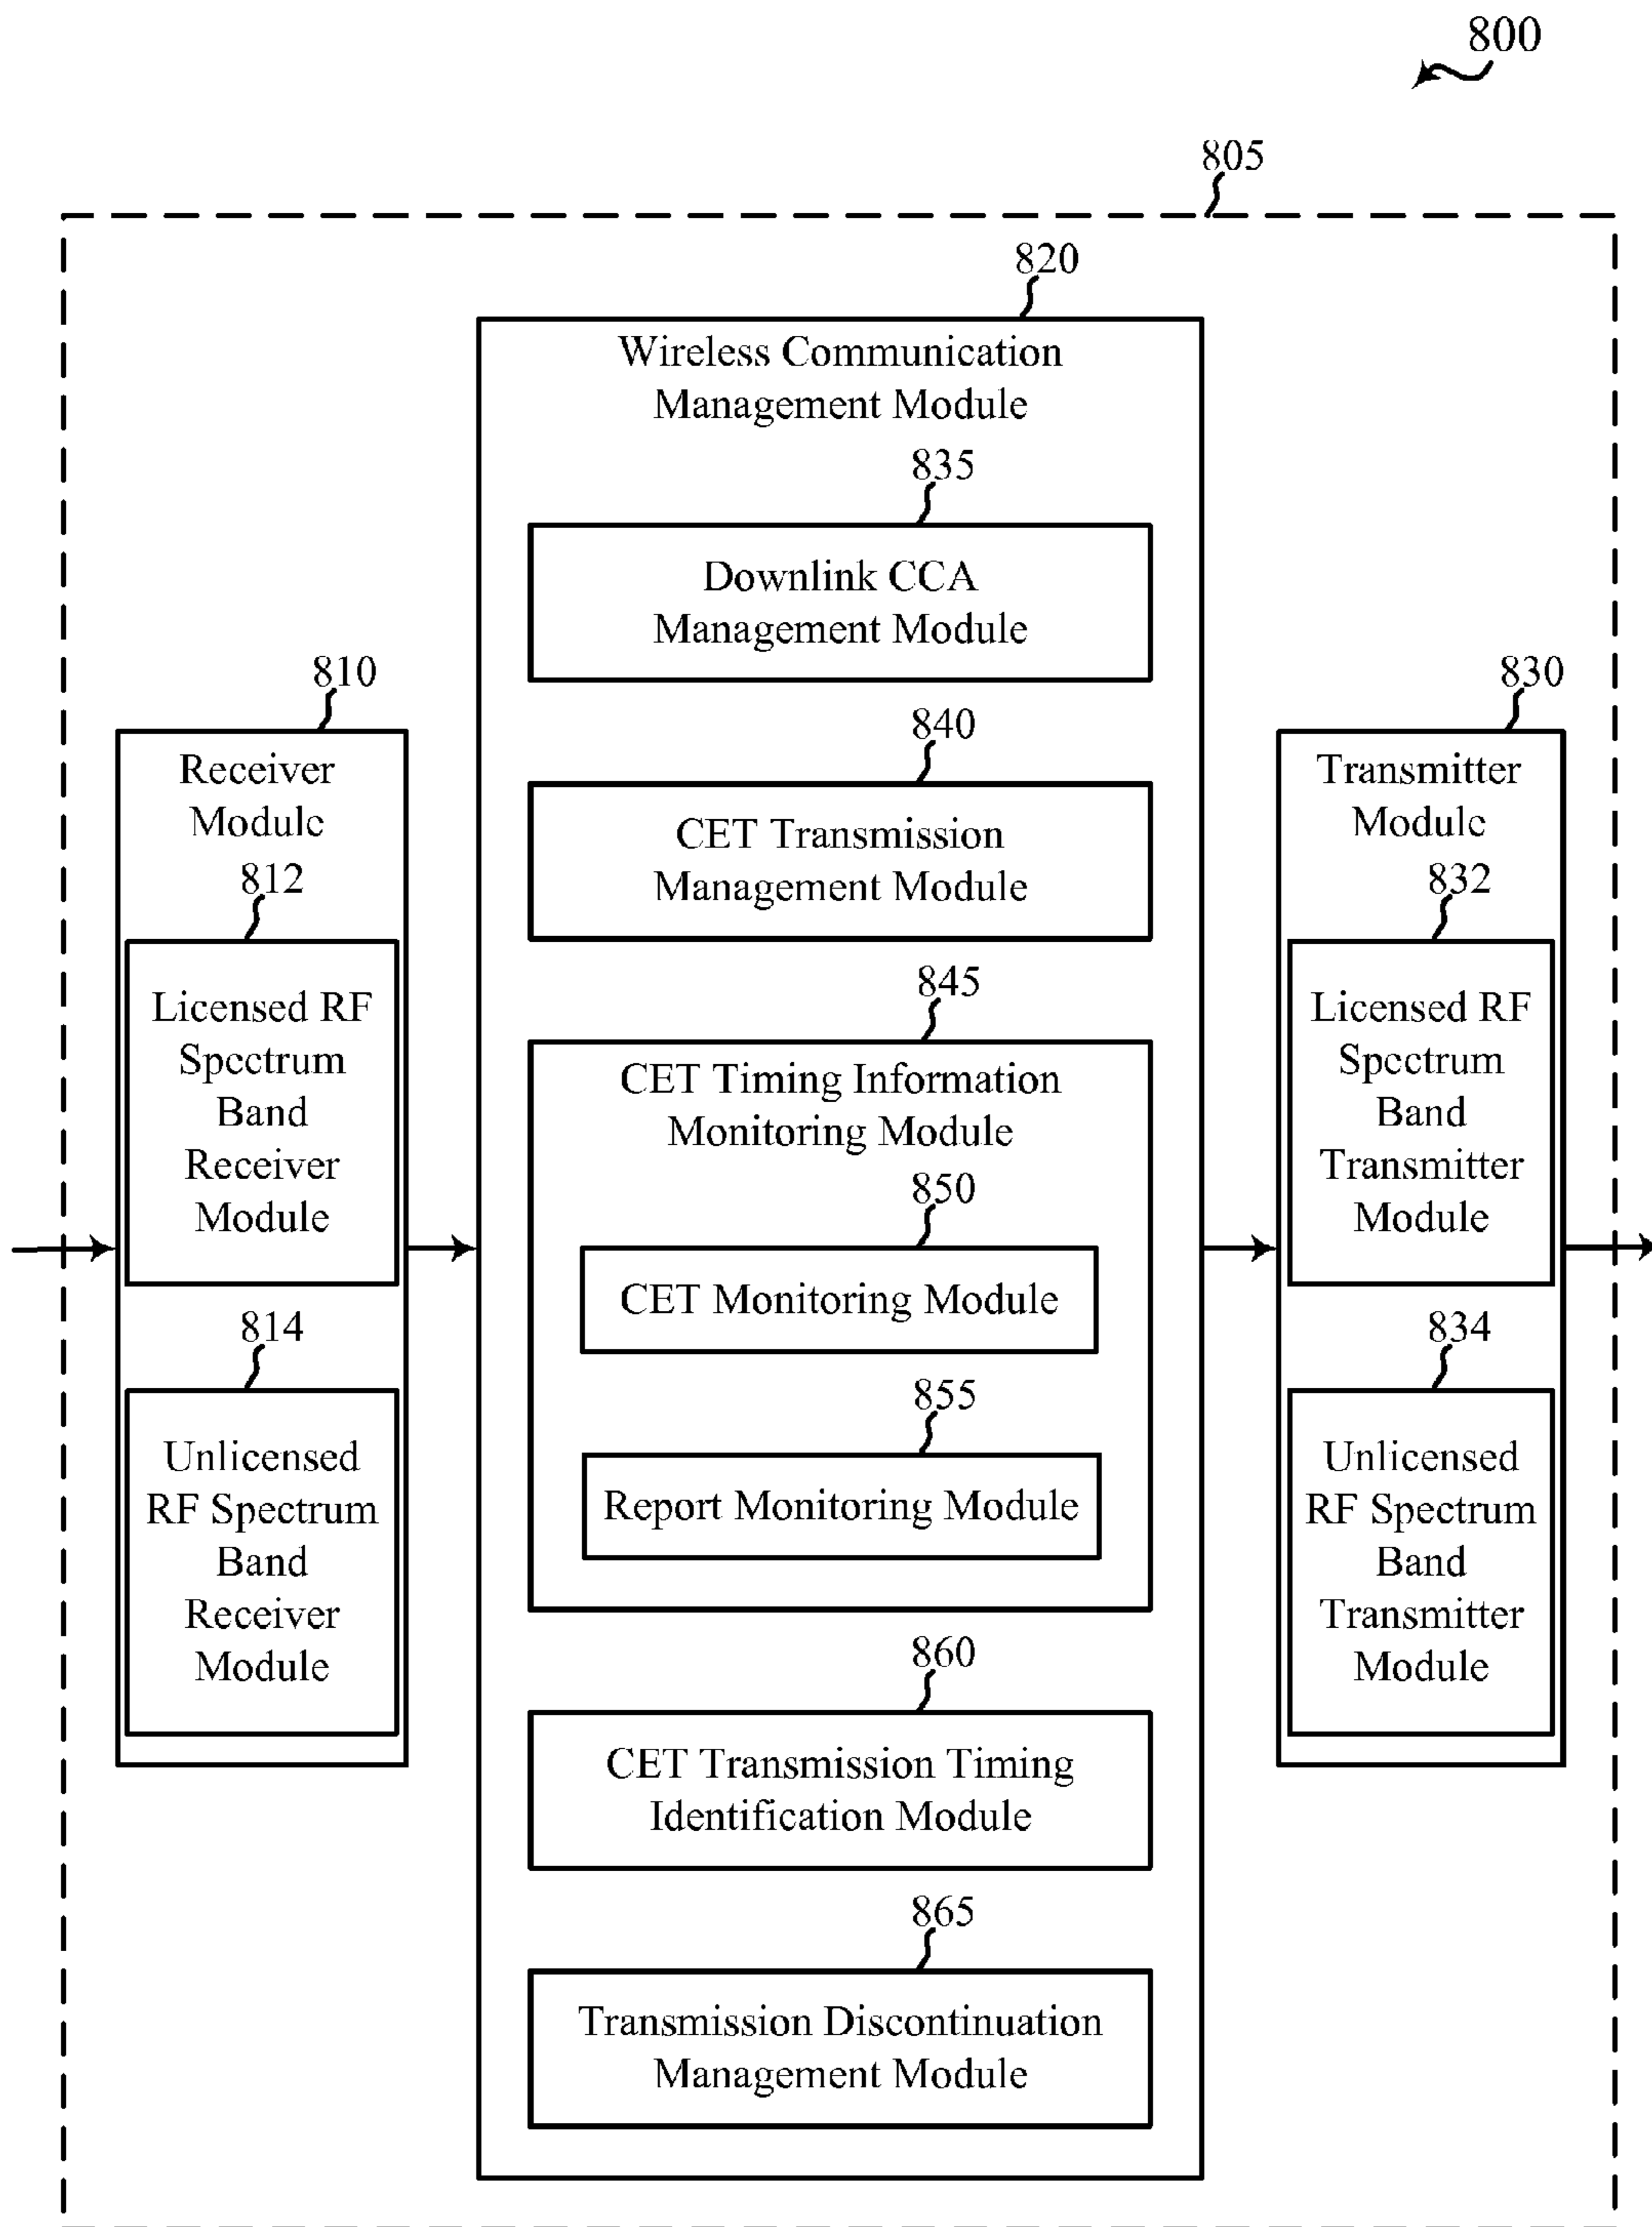 800
805
820
Wireless Communication
Management Module
835
Downlink CCA
Management Module
840
CET Transmission
Management Module
845
CET Timing Information
Monitoring Module
850
CET Monitoring Module
855
Report Monitoring Module
860
CET Transmission Timing
Identification Module
865
Transmission Discontinuation
Management Module
810
Receiver
Module
812
Licensed RF
Spectrum
Band
Receiver
Module
814
Unlicensed
RF Spectrum
Band
Receiver
Module
830
Transmitter
Module
832
Licensed RF
Spectrum
Band
Transmitter
Module
834
Unlicensed
RF Spectrum
Band
Transmitter
Module